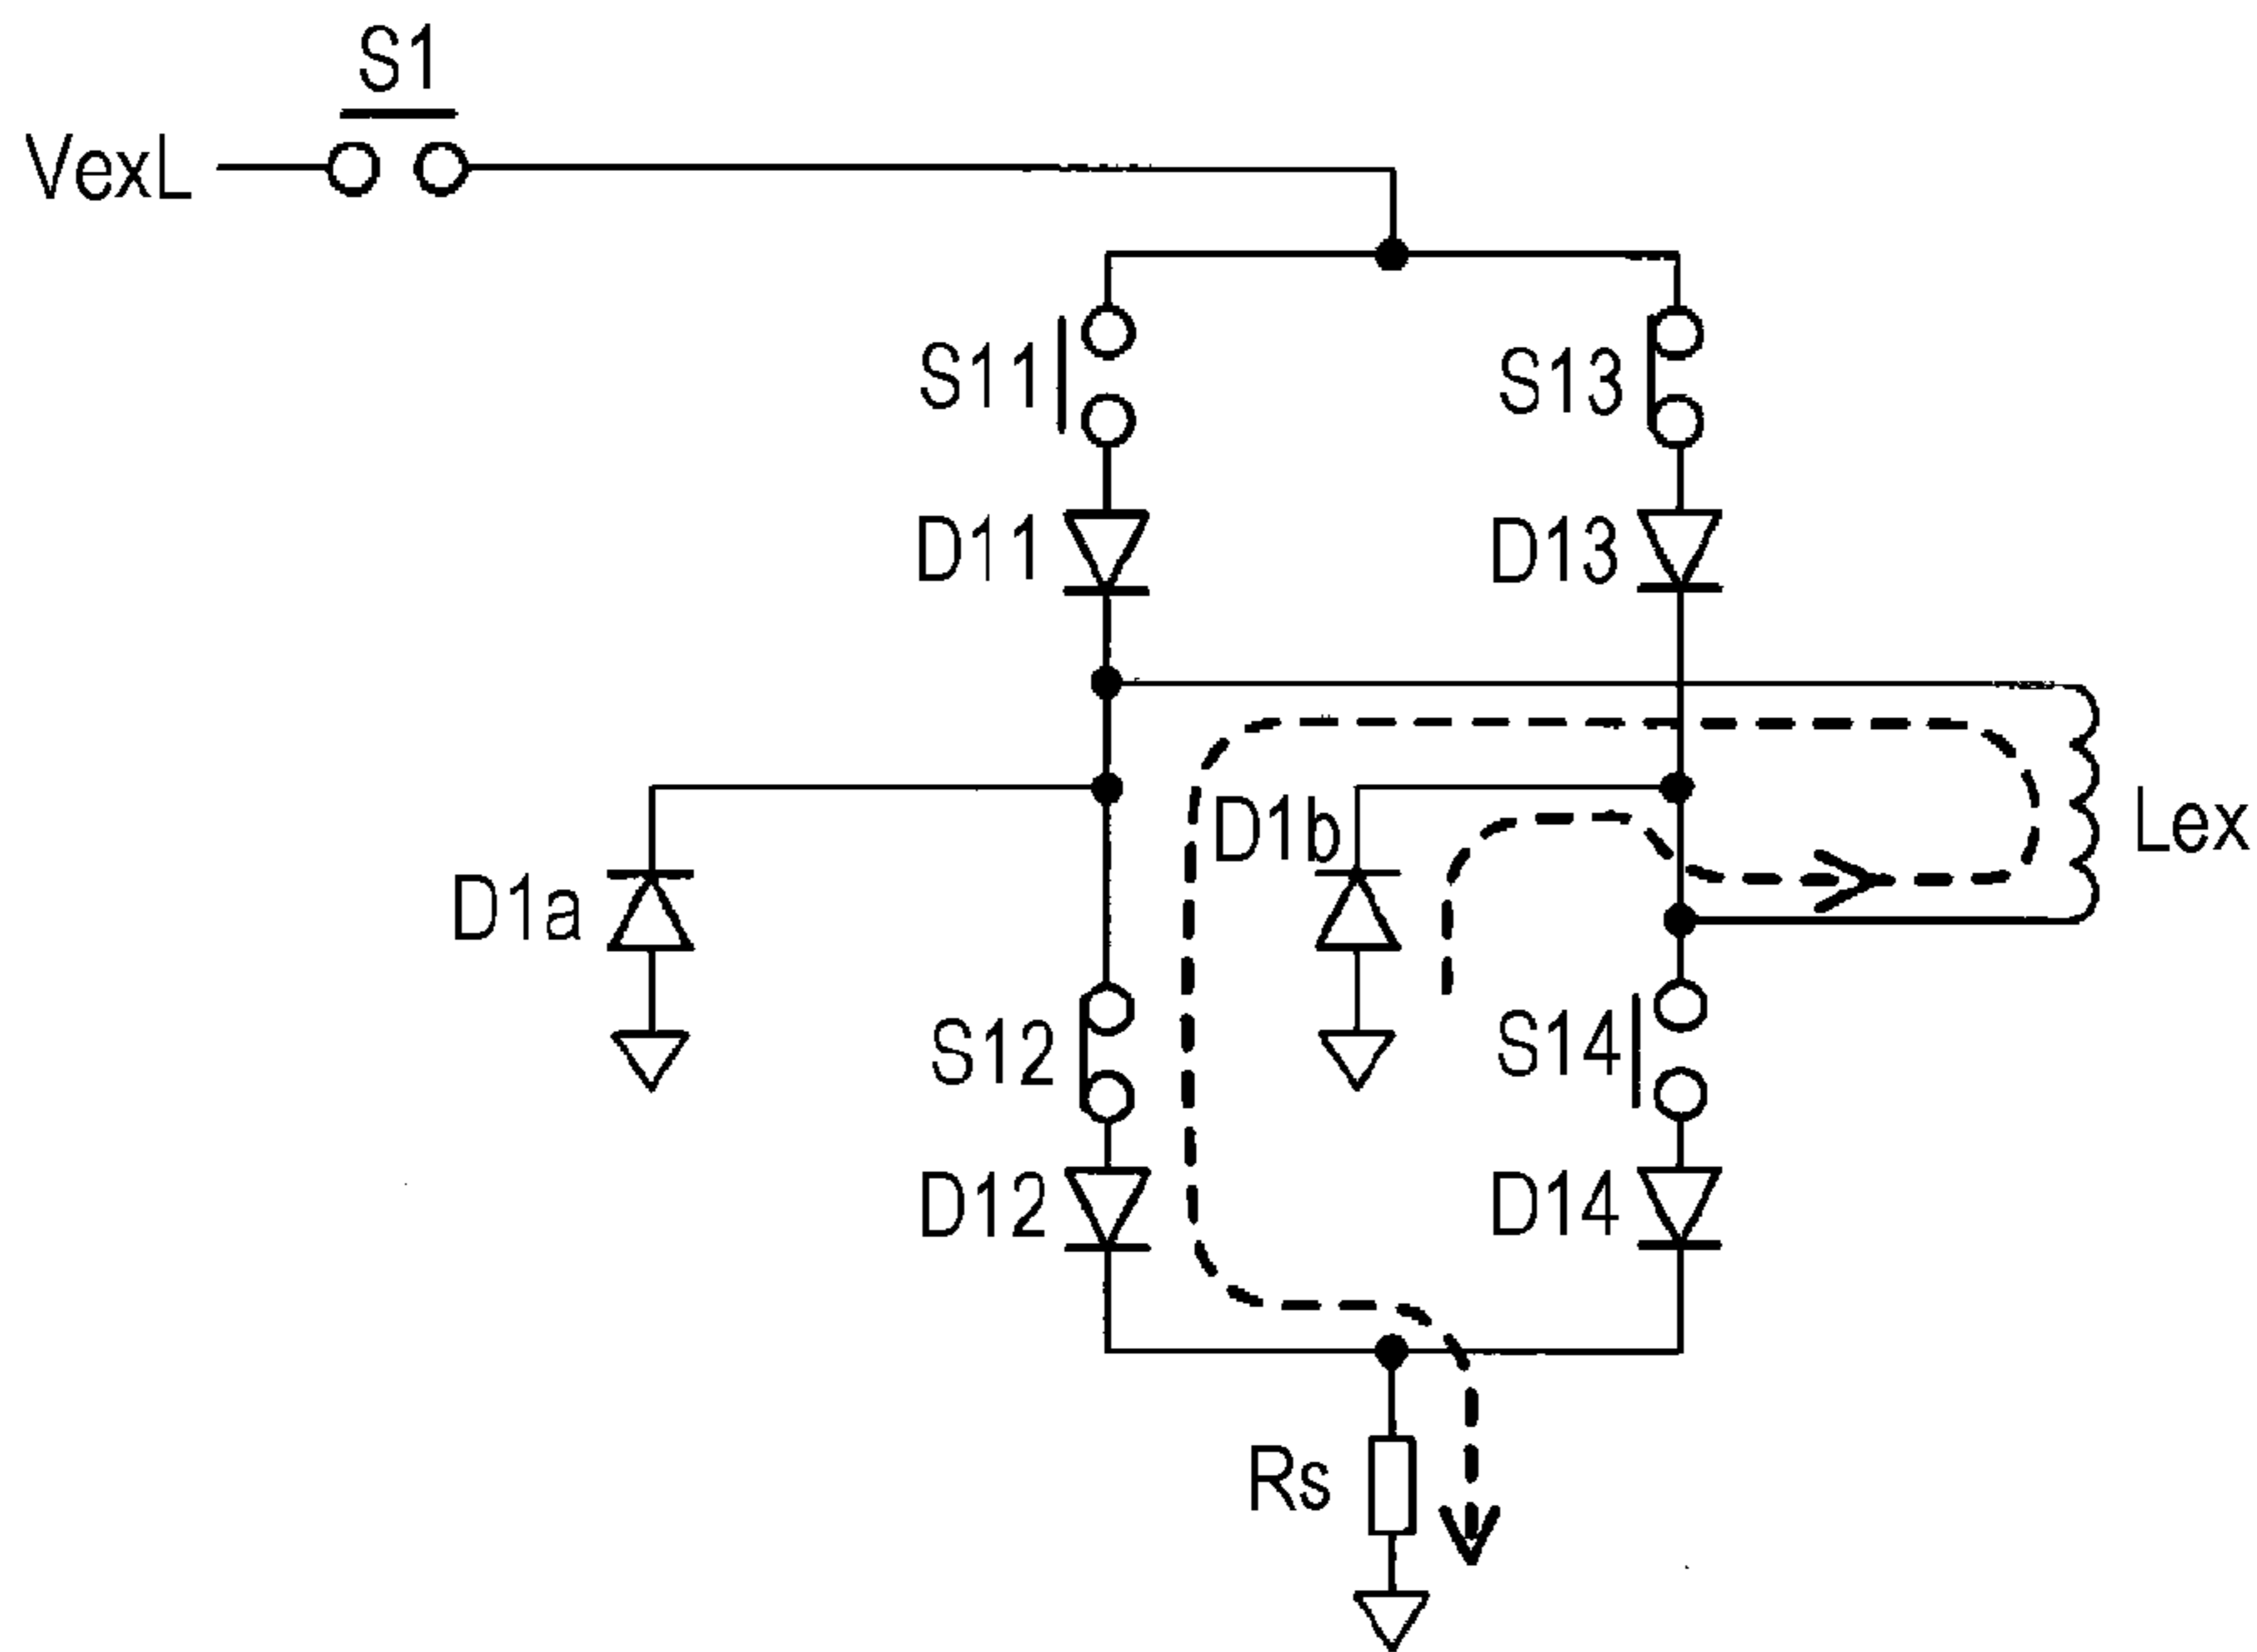 S1
VexL
S11
S13
D11
D13
D1b
Lex
D1a
S12
S14
D12
D14
Rs